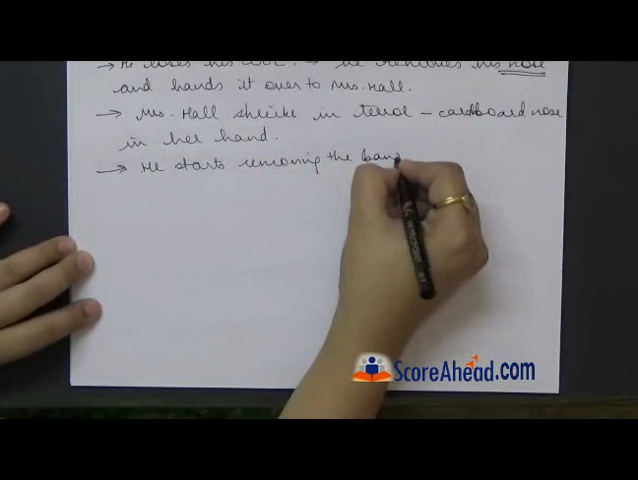 → He loses his cool. → he removes his nose
and hands it over to Mrs. Hall.
→ Mrs. Hall shrieks in terror – cardboard nose
in her hand.
→ He starts removing the ban
ScoreAhead.com